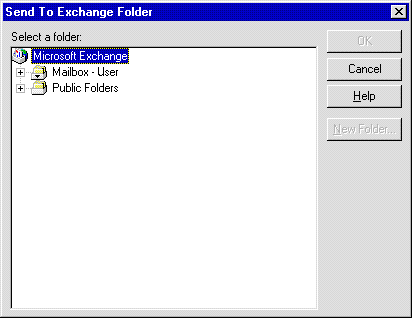 Send To Exchange Folder
Select a folder:
Microsoft Exchange
Mailbox - User
Public Folders
OK
Cancel
Help
New Folder...